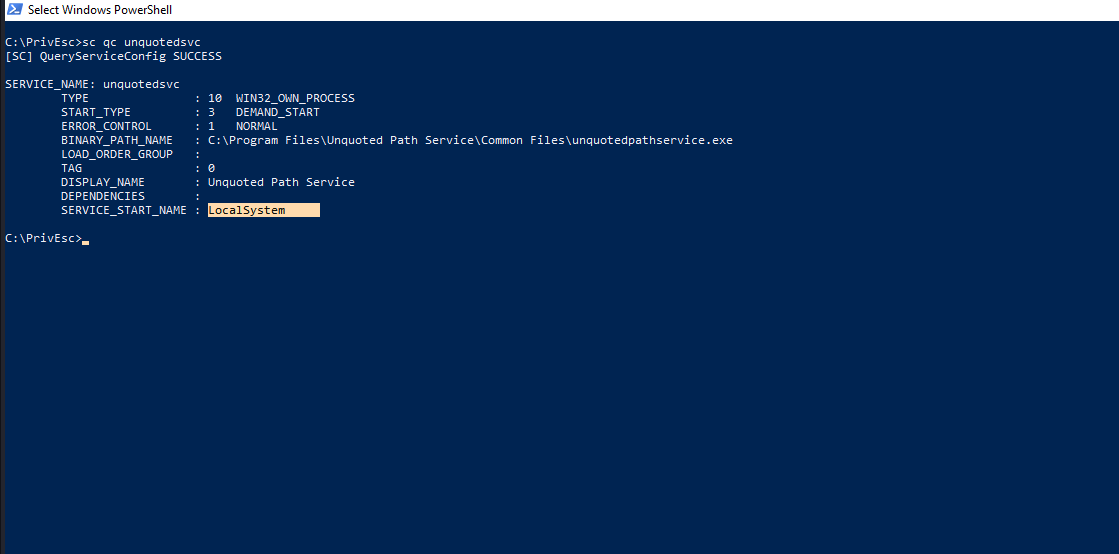 Select Windows PowerShell
C:\PrivEsc>sc qc unquotedsvc
[SC] QueryServiceConfig SUCCESS
SERVICE_NAME: unquotedsvc
        TYPE               : 10  WIN32_OWN_PROCESS
        START_TYPE         : 3   DEMAND_START
        ERROR_CONTROL      : 1   NORMAL
        BINARY_PATH_NAME   : C:\Program Files\Unquoted Path Service\Common Files\unquotedpathservice.exe
        LOAD_ORDER_GROUP   :
        TAG                : 0
        DISPLAY_NAME       : Unquoted Path Service
        DEPENDENCIES       :
        SERVICE_START_NAME : LocalSystem
C:\PrivEsc>